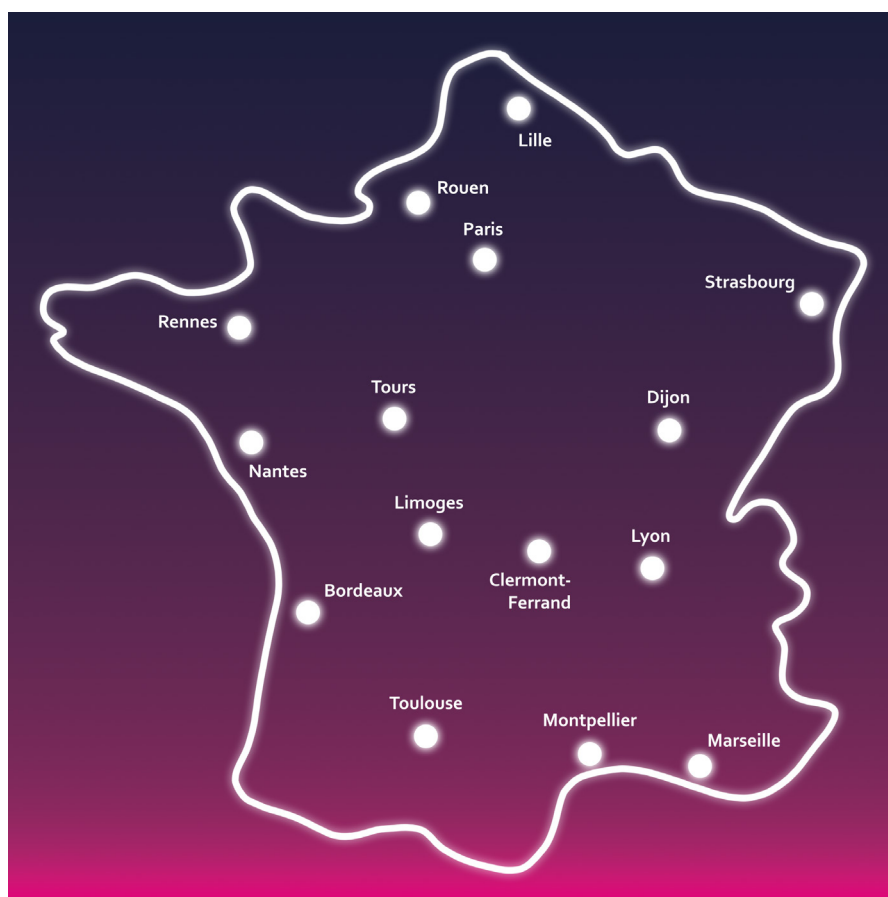 Lille
Rouen
Paris
Strasbourg
Rennes
Tours
Dijon
Nantes
Limoges
Lyon
Clermont-
Ferrand
Bordeaux
Toulouse
Montpellier
Marseille